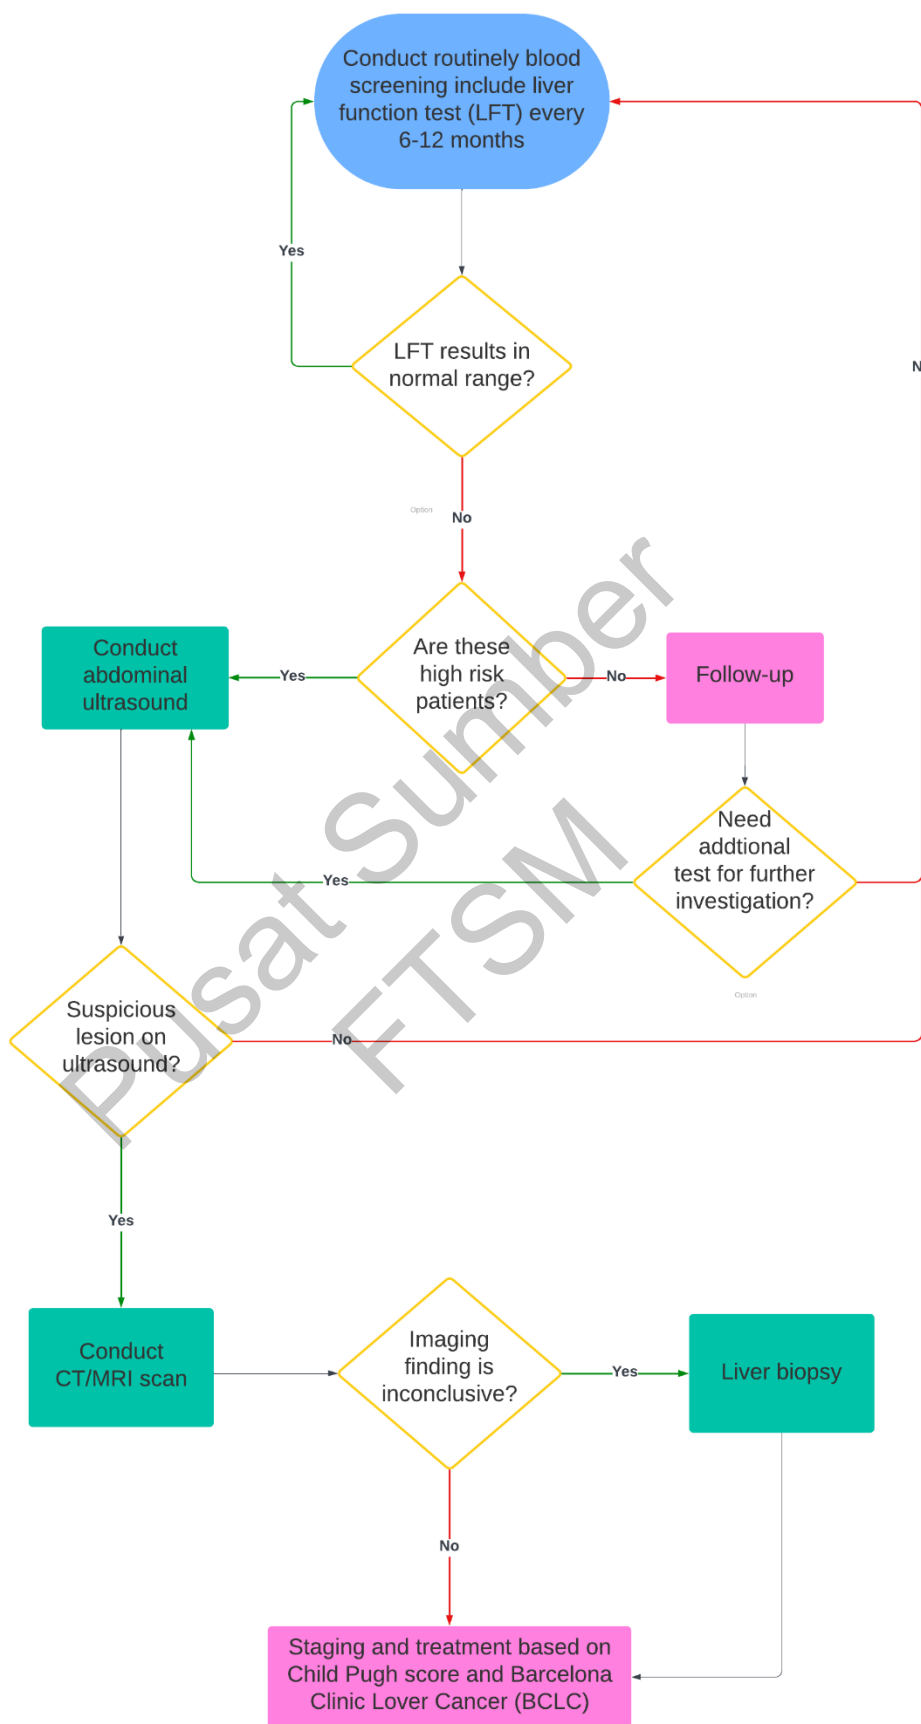 Conduct routinely blood
screening include liver
function test (LFT) every
6-12 months
Yes
LFT results in
normal range?
Option
No
Are these
high risk
patients?
Yes
No
Conduct
abdominal
ultrasound
Follow-up
Need
addtional
test for further
investigation?
Yes
Option
Suspicious
lesion on
ultrasound?
No
Yes
Conduct
CT/MRI scan
Imaging
finding is
inconclusive?
Yes
Liver biopsy
No
Staging and treatment based on
Child Pugh score and Barcelona
Clinic Lover Cancer (BCLC)
Pusat Sumber
FTSM